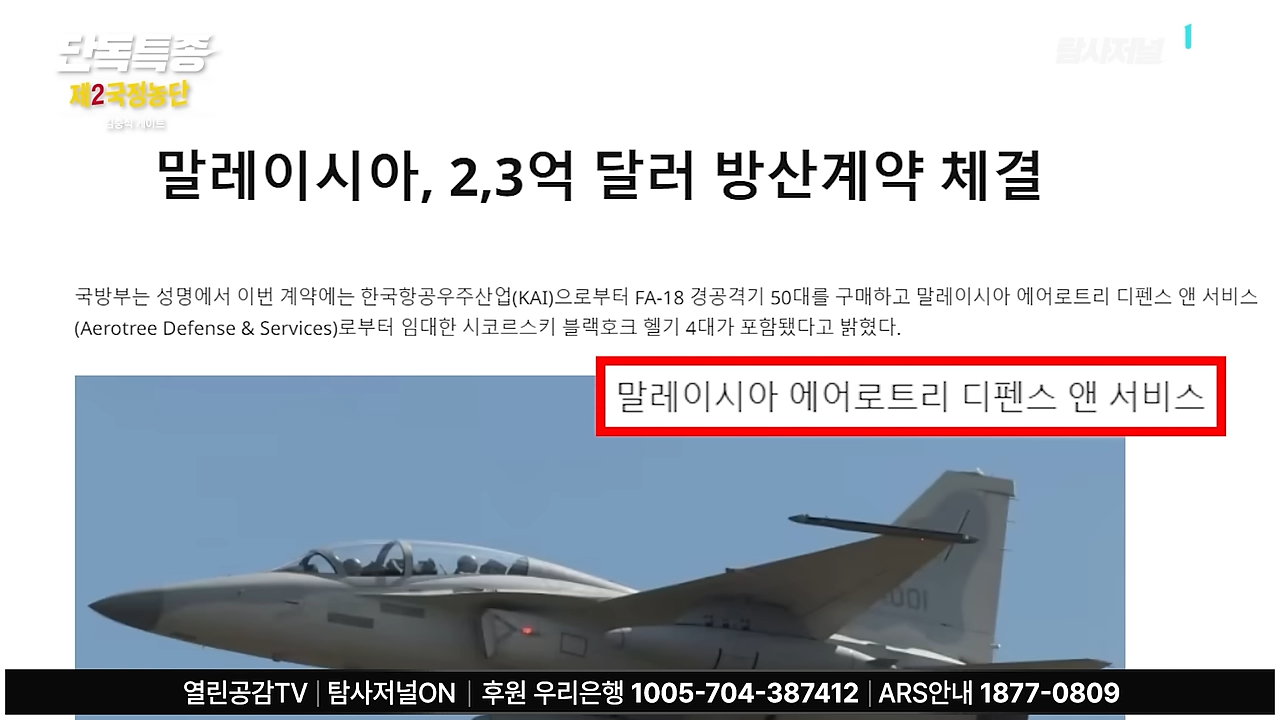 단독특종
제2국정농단
탐사저널
말레이시아, 2,3억 달러 방산계약 체결
국방부는 성명에서 이번 계약에는 한국항공우주산업(KAI)으로부터 FA-18 경공격기 50대를 구매하고 말레이시아 에어로트리 디펜스 앤 서비스
(Aerotree Defense & Services)로부터 임대한 시코르스키 블랙호크 헬기 4대가 포함됐다고 밝혔다.
말레이시아 에어로트리 디펜스 앤 서비스
001
열린공감TV | 탐사저널ON | 후원 우리은행 1005-704-387412 | ARS안내 1877-0809